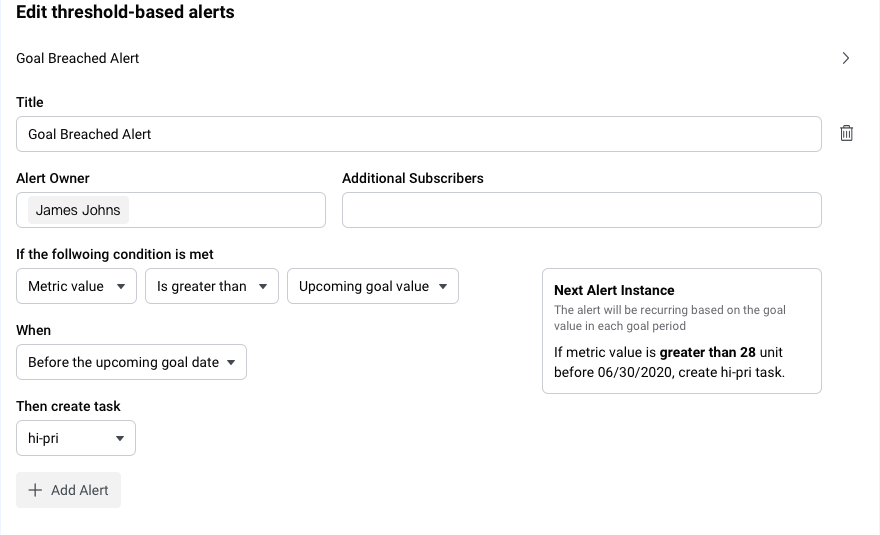 Edit threshold-based alerts
Goal Breached Alert
Title
Goal Breached Alert
Alert Owner
Additional Subscribers
James Johns
If the follwoing condition is met
Metric value
Is greater than
Upcoming goal value
Next Alert Instance
The alert will be recurring based on the goal
value in each goal period
If metric value is greater than 28 unit
before 06/30/2020, create hi-pri task.
When
Before the upcoming goal date
Then create task
hi-pri
+ Add Alert